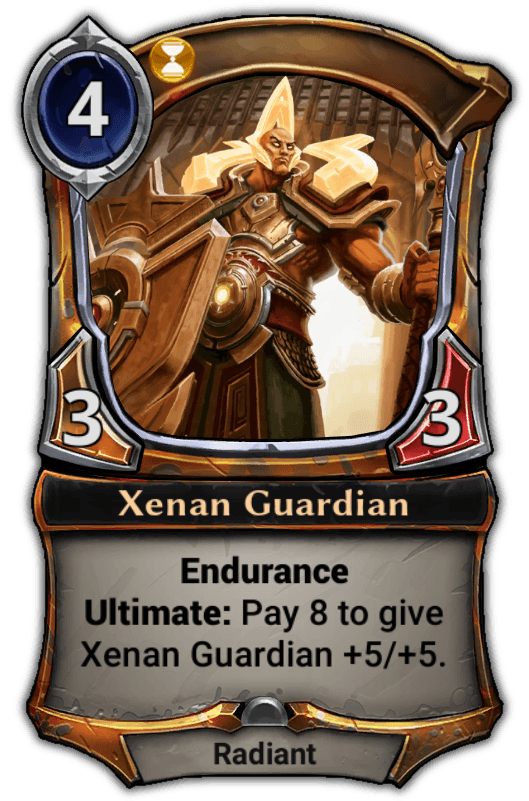 4
3
3
Xenan Guardian
Endurance
Ultimate: Pay 8 to give
Xenan Guardian +5/+5.
Radiant